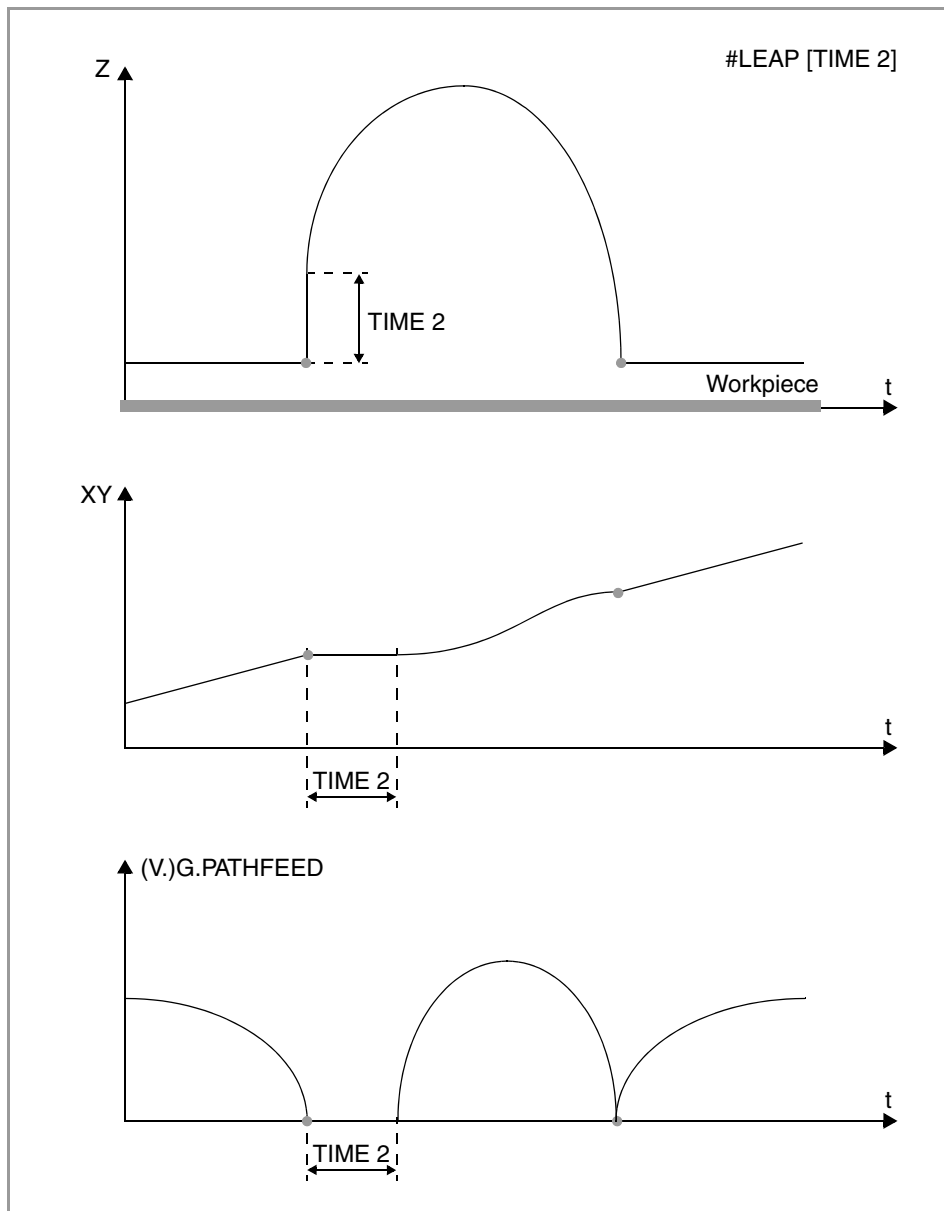 #LEAP [TIME 2]
Z
TIME 2
Workpiece
t
XY
t
TIME 2
(V.)G.PATHFEED
t
TIME 2